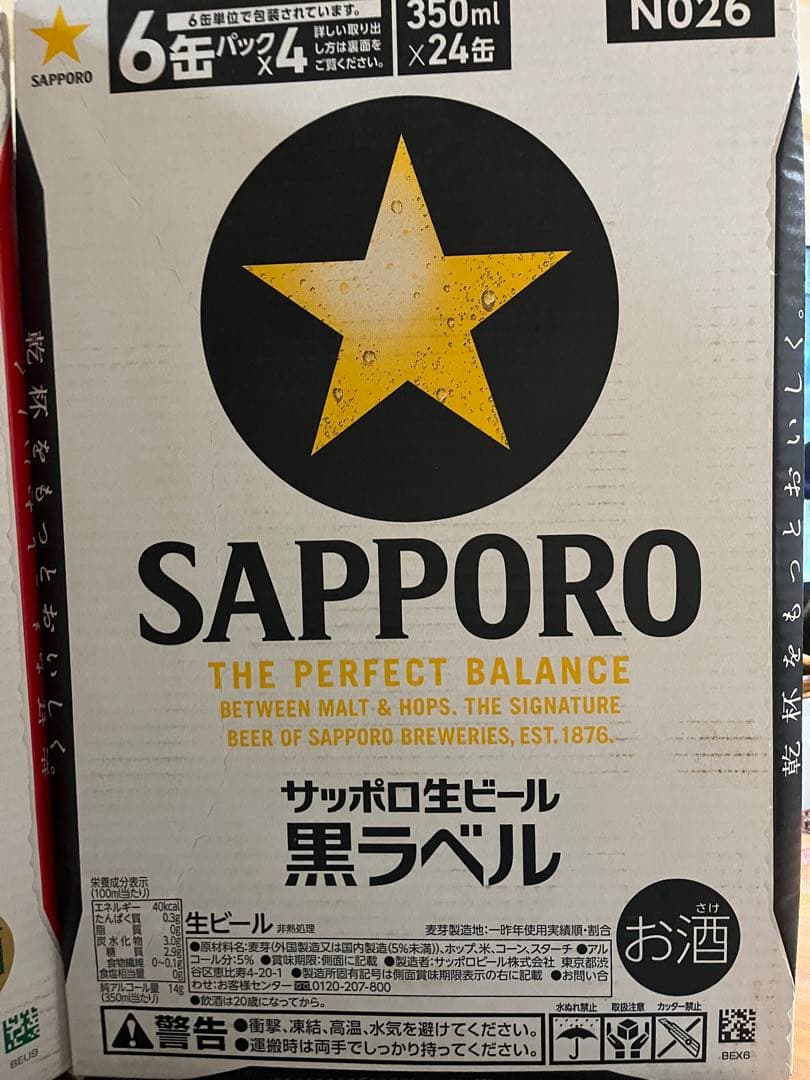 SAPPORO
6缶パック×4
6缶単位で包装されています。
詳しい取り出
し方は裏面を
ご覧ください。
350ml
×24缶
N026
乾杯をもっとおいしく。
乾杯をもっとおいしく。
SAPPORO
THE PERFECT BALANCE
BETWEEN MALT & HOPS. THE SIGNATURE
BEER OF SAPPORO BREWERIES, EST.1876.
サッポロ生ビール
黒ラベル
栄養成分表示
(100ml当たり)
エネルギー 40kcal
たんぱく質 0.3g
脂質 0g
炭水化物 3.0g
糖質 2.9g
食物繊維 0~0.1g
食塩相当量 0g
純アルコール量 14g
(350ml当たり)
生ビール 非熱処理
麦芽製造地:一昨年使用実績順・割合
●原材料名:麦芽(外国製造又は国内製造(5%未満))、ホップ、米、コーン、スターチ ●アル
コール分:5% ●賞味期限:側面に記載 ●製造者:サッポロビール株式会社 東京都渋
谷区恵比寿4-20-1 ●製造所固有記号は側面賞味期限表示の右に記載 ●お問い合
わせ:お客様センター 0120-207-800
●飲酒は20歳になってから。
さけ
お酒
警告
●衝撃、凍結、高温、水気を避けてください。
●運搬時は両手でしっかり持ってください。
水ぬれ禁止 取扱注意 カッター禁止
BEX6
BEU9